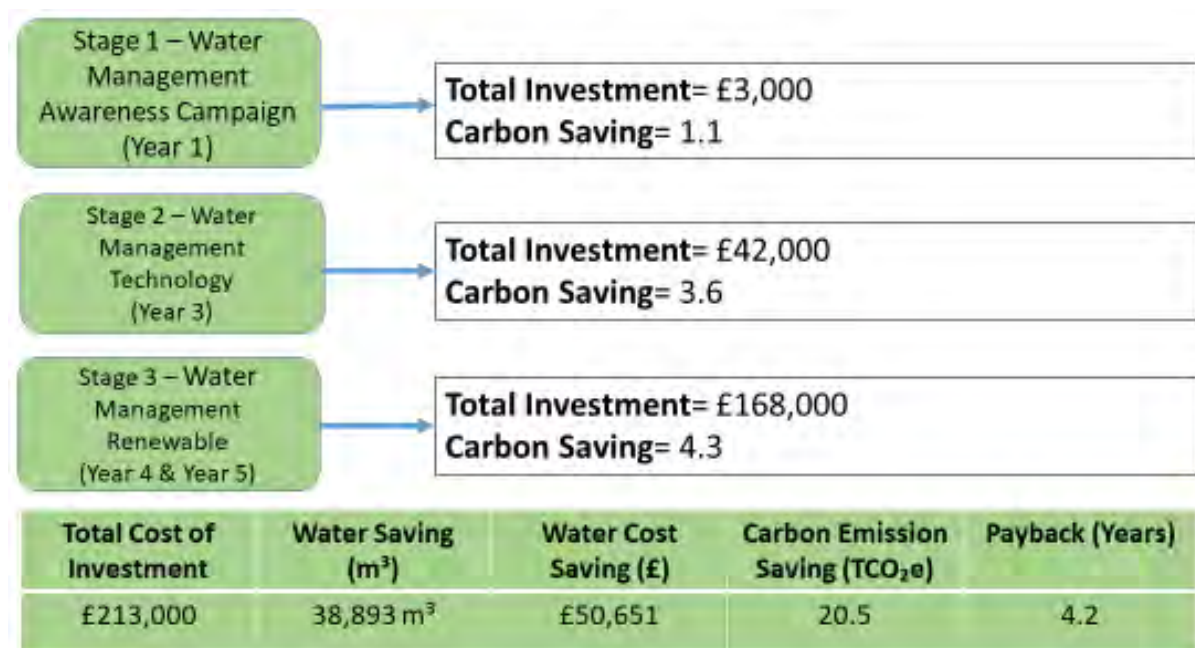 Stage 1 – Water
Management
Awareness Campaign
(Year 1)
Total Investment= £3,000
Carbon Saving= 1.1
Stage 2 – Water
Management
Technology
(Year 3)
Total Investment= £42,000
Carbon Saving= 3.6
Stage 3 – Water
Management
Renewable
(Year 4 & Year 5)
Total Investment= £168,000
Carbon Saving= 4.3
Total Cost of
Investment
Water Saving
(m³)
Water Cost
Saving (£)
Carbon Emission
Saving (TCO₂e)
Payback (Years)
£213,000
38,893 m³
£50,651
20.5
4.2